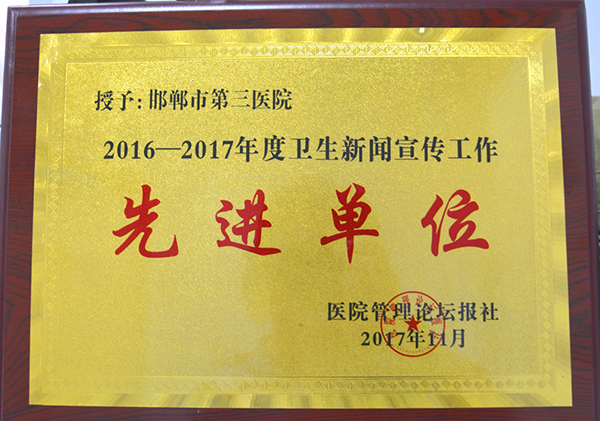 授予:邯郸市第三医院
2016—2017年度卫生新闻宣传工作
先进单位
医院管理论坛报社
2017年11月